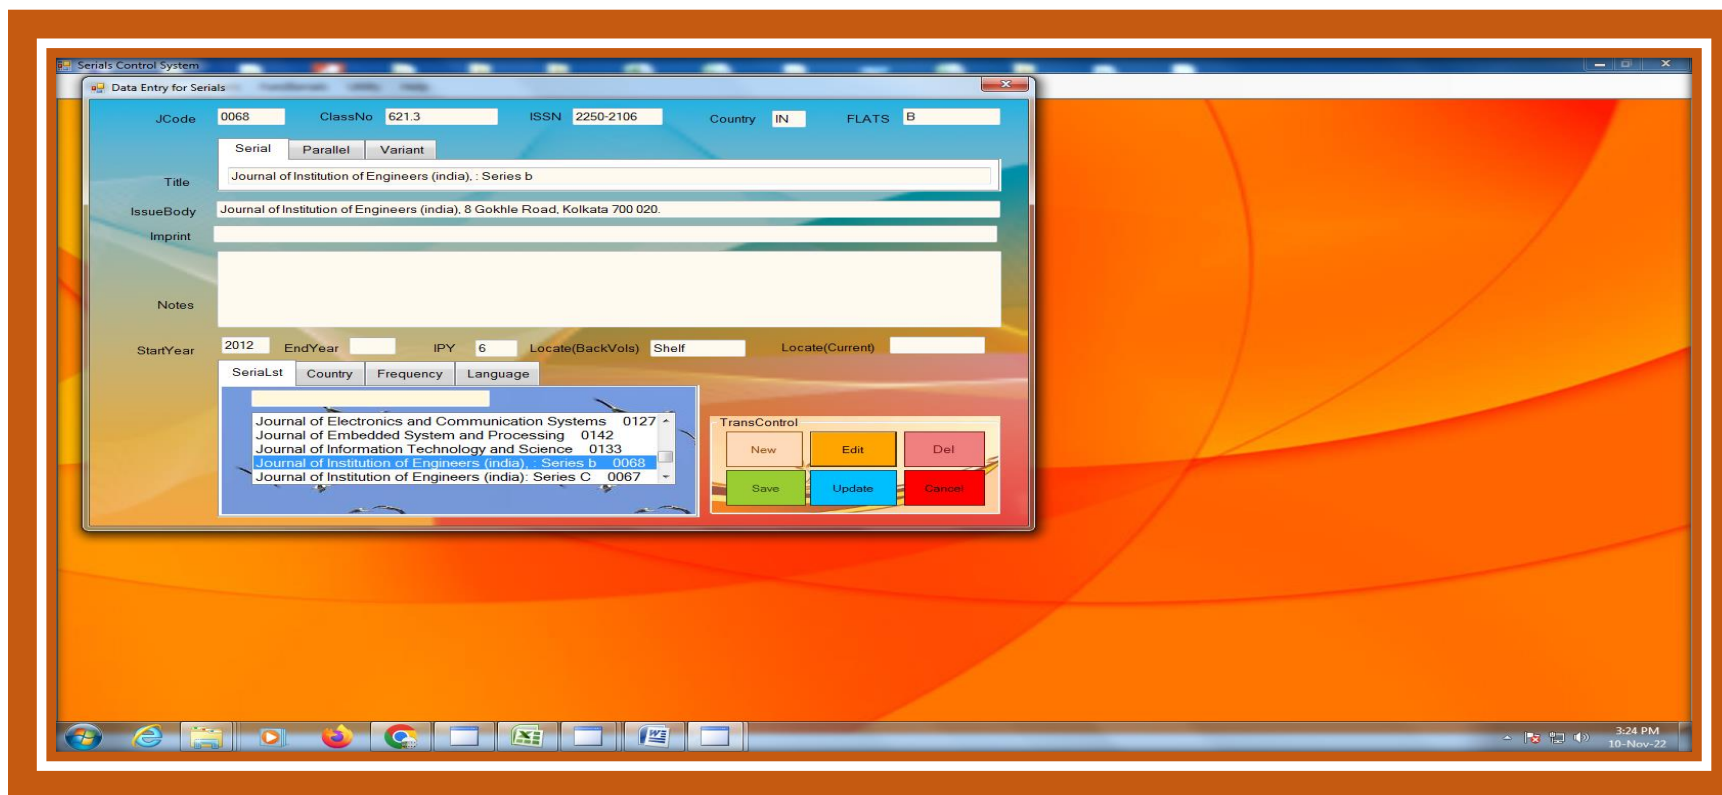 Serials Control System
Data Entry for Serials
Utility Help
JCode 0068 ClassNo 621.3 ISSN 2250-2106 Country IN FLATS B
Serial Parallel Variant
Title Journal of Institution of Engineers (india), : Series b
IssueBody Journal of Institution of Engineers (india), 8 Gokhle Road, Kolkata 700 020.
Imprint
Notes
StartYear 2012 EndYear IPY 6 Locate(BackVols) Shelf Locate(Current)
SeriaLst Country Frequency Language
Journal of Electronics and Communication Systems 0127
Journal of Embedded System and Processing 0142
Journal of Information Technology and Science 0133
Journal of Institution of Engineers (india), : Series b 0068
Journal of Institution of Engineers (india): Series C 0067
TransControl
New Edit Del
Save Update Cancel
3:24 PM
10-Nov-22